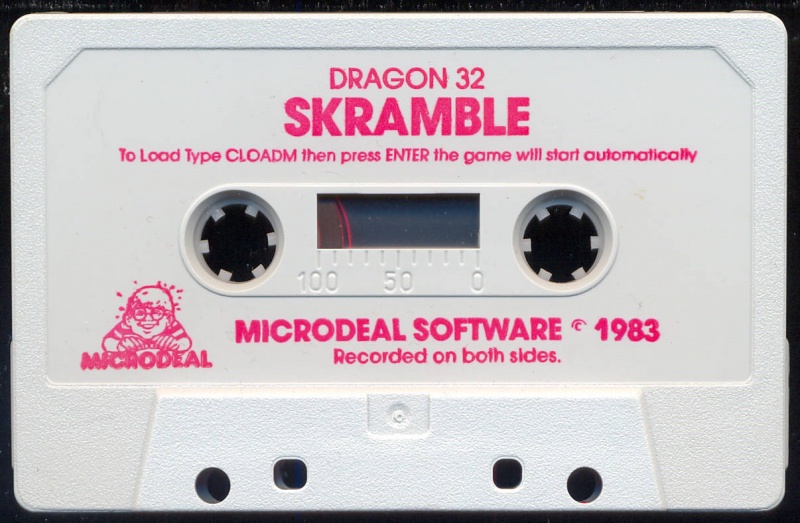 DRAGON 32
SKRAMBLE
To Load Type CLOADM then press ENTER the game will start automatically
100 50 0
MICRODEAL
MICRODEAL SOFTWARE © 1983
Recorded on both sides.